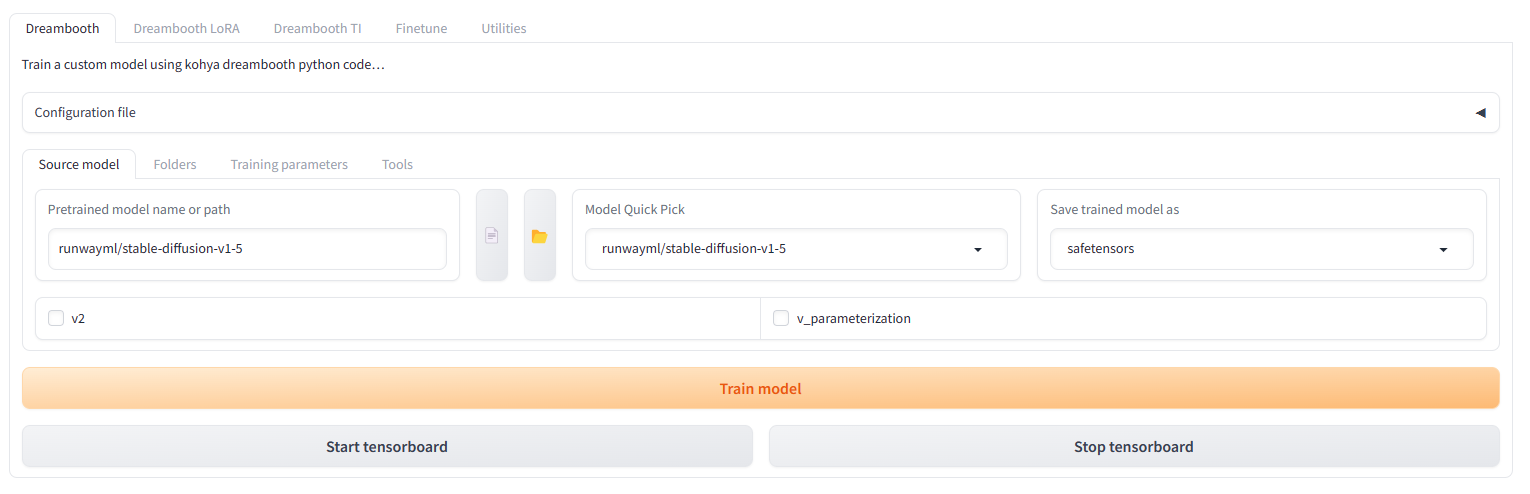 Dreambooth Dreambooth LoRA Dreambooth TI Finetune Utilities
Train a custom model using kohya dreambooth python code…
Configuration file
Source model Folders Training parameters Tools
Pretrained model name or path Model Quick Pick Save trained model as
runwayml/stable-diffusion-v1-5 runwayml/stable-diffusion-v1-5 safetensors
v2 v_parameterization
Train model
Start tensorboard Stop tensorboard